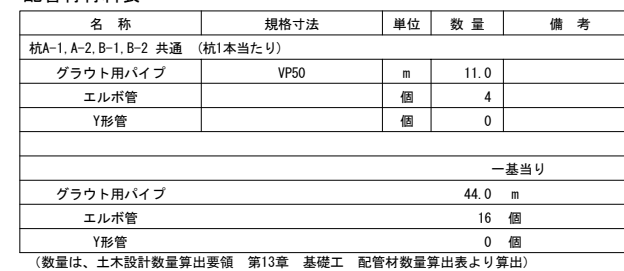 名 称 規格寸法 単位 数 量 備 考
杭A-1,A-2,B-1,B-2 共通 (杭1本当たり)
グラウト用パイプ VP50 m 11.0
エルボ管 個 4
Y形管 個 0
一基当り
グラウト用パイプ 44.0 m
エルボ管 16 個
Y形管 0 個
(数量は、土木設計数量算出要領 第13章 基礎工 配管材数量算出表より算出)